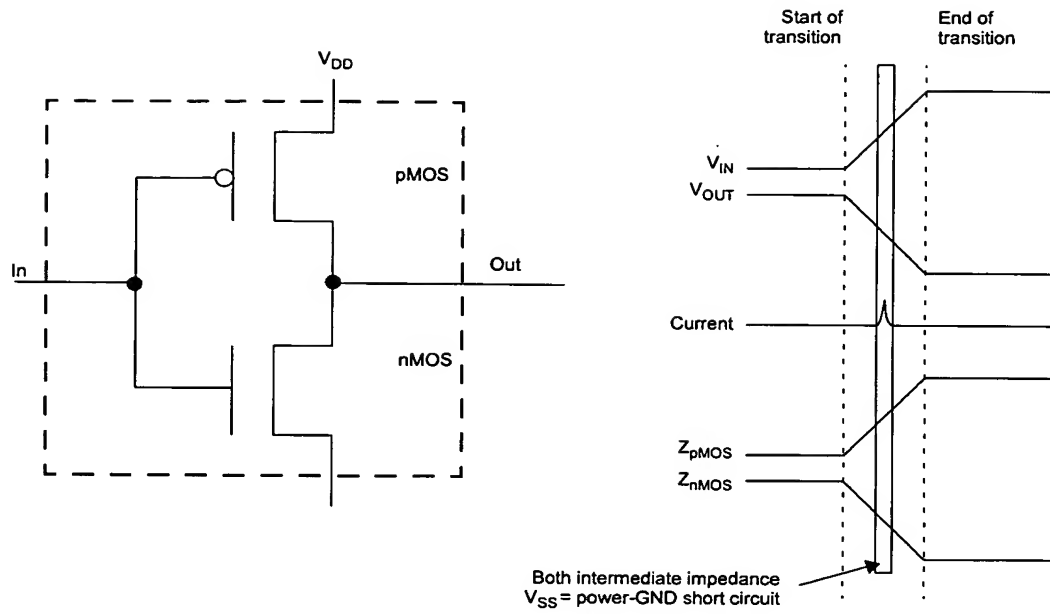 V_DD
pMOS
In
Out
nMOS
Start of
transition
End of
transition
V_IN
V_OUT
Current
Z_pMOS
Z_nMOS
Both intermediate impedance
V_SS = power-GND short circuit